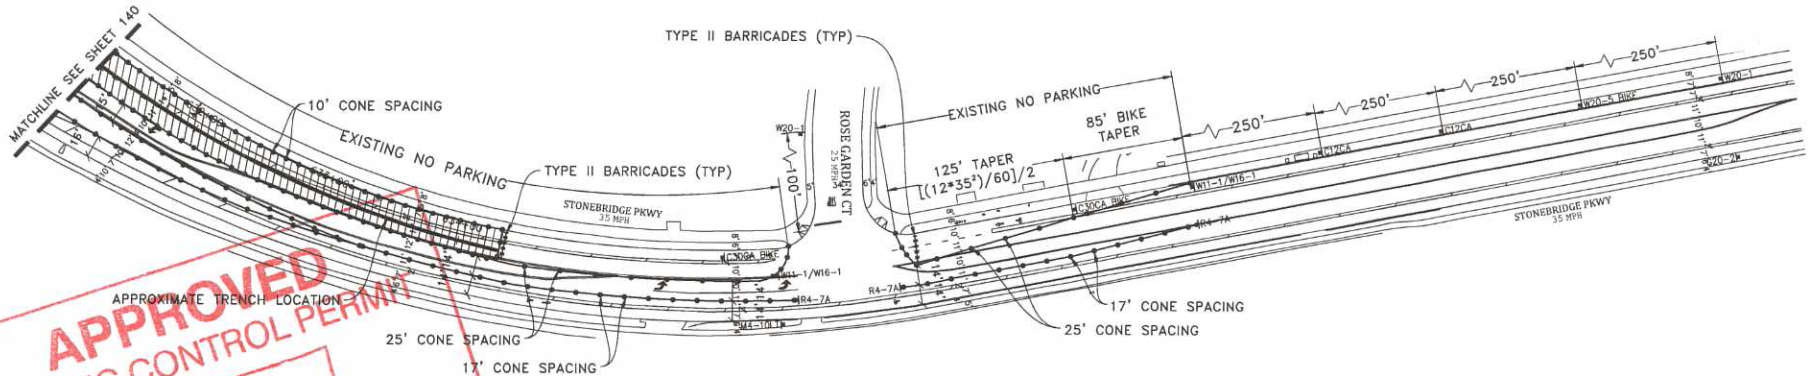 MATCHLINE SEE SHEET 140
10' CONE SPACING
EXISTING NO PARKING
TYPE II BARRICADES (TYP)
STONEBRIDGE PKWY
35 MPH
W20-1
100'
ROSE GARDEN CT
25 MPH
TYPE II BARRICADES (TYP)
EXISTING NO PARKING
85' BIKE
TAPER
125' TAPER
[(12*35²)/60]/2
250'
250'
250'
250'
W20-1
W20-5 BIKE
C12CA
C12CA
W11-1/W16-1
C30CA BIKE
R4-7A
G20-2
STONEBRIDGE PKWY
35 MPH
C30CA BIKE
W11-1/W16-1
R4-7A
R4-7A
M4-10LT
APPROXIMATE TRENCH LOCATION
25' CONE SPACING
17' CONE SPACING
17' CONE SPACING
25' CONE SPACING
APPROVED
CONTROL PERMIT